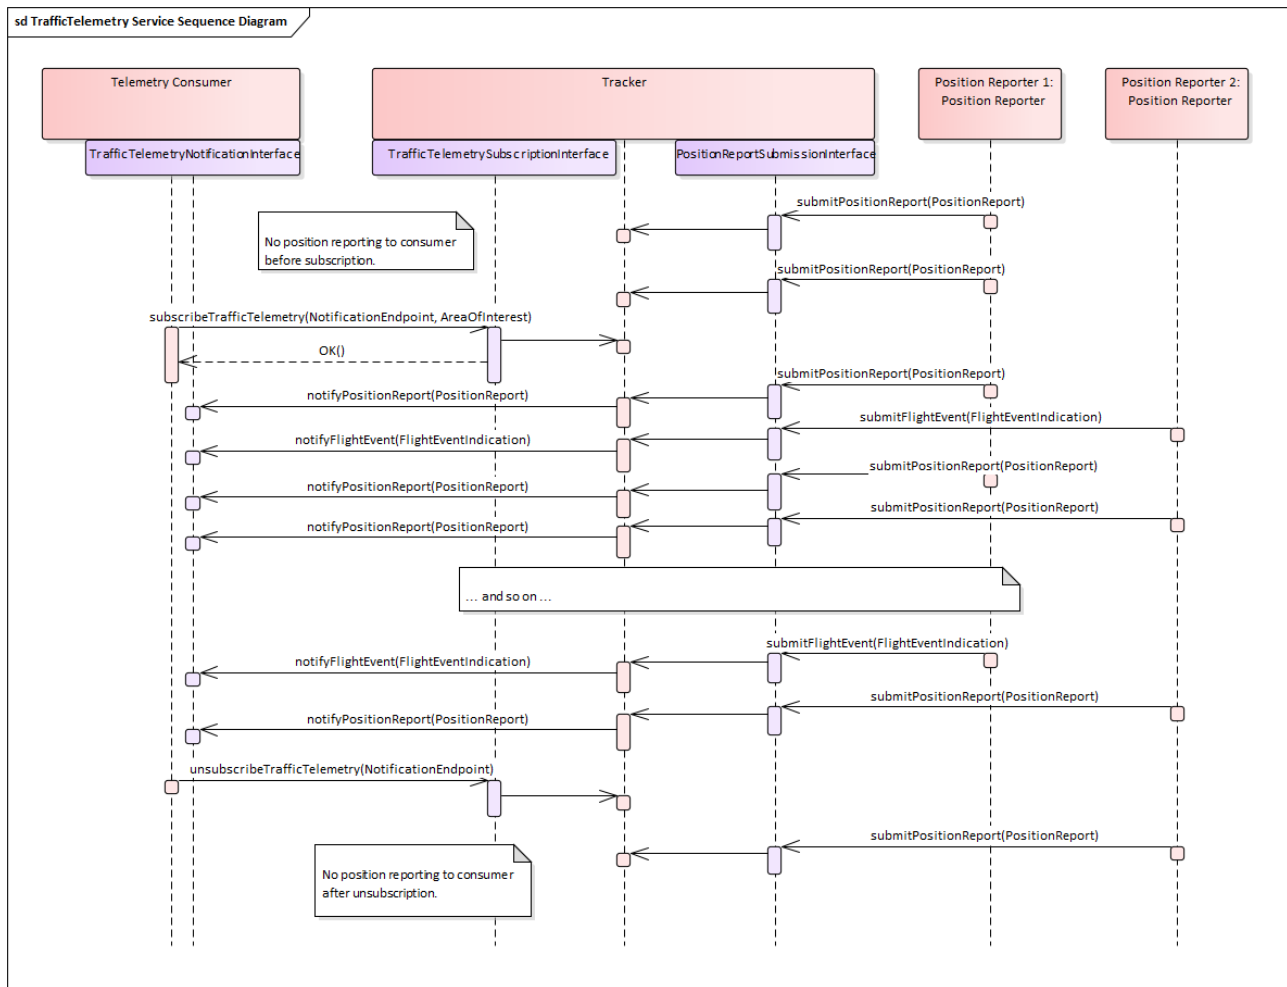 sd TrafficTelemetry Service Sequence Diagram
Telemetry Consumer
Tracker
Position Reporter 1:
Position Reporter
Position Reporter 2:
Position Reporter
TrafficTelemetryNotificationInterface
TrafficTelemetrySubscriptionInterface
PositionReportSubmissionInterface
submitPositionReport(PositionReport)
No position reporting to consumer
before subscription.
submitPositionReport(PositionReport)
subscribeTrafficTelemetry(NotificationEndpoint, AreaOfInterest)
OK()
submitPositionReport(PositionReport)
notifyPositionReport(PositionReport)
submitFlightEvent(FlightEventIndication)
notifyFlightEvent(FlightEventIndication)
submitPositionReport(PositionReport)
notifyPositionReport(PositionReport)
submitPositionReport(PositionReport)
notifyPositionReport(PositionReport)
... and so on ...
submitFlightEvent(FlightEventIndication)
notifyFlightEvent(FlightEventIndication)
submitPositionReport(PositionReport)
notifyPositionReport(PositionReport)
unsubscribeTrafficTelemetry(NotificationEndpoint)
submitPositionReport(PositionReport)
No position reporting to consumer
after unsubscription.